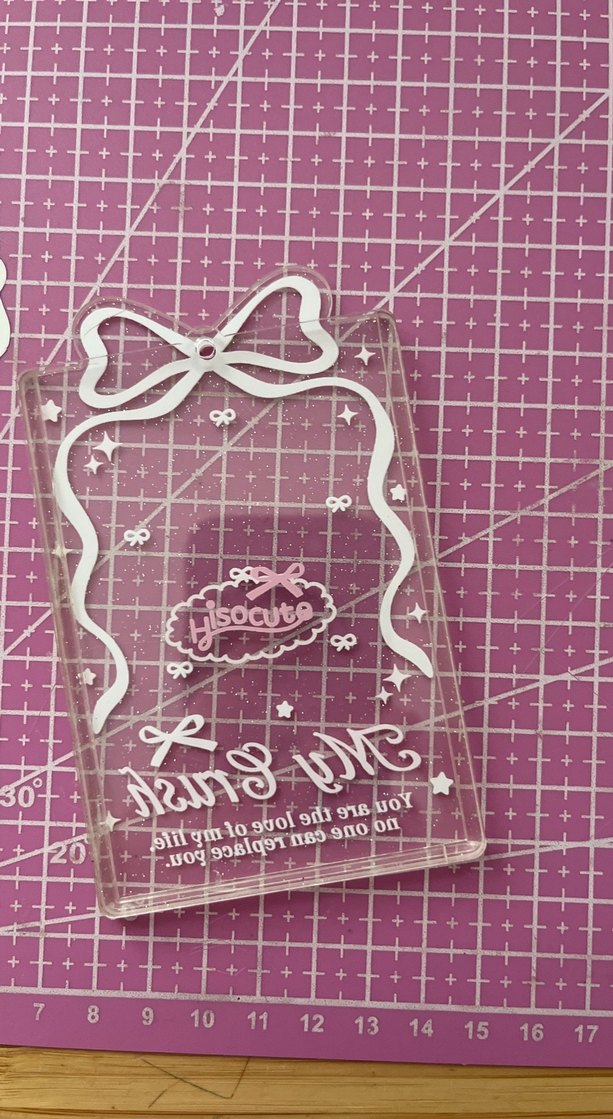 yisocute
My Crush
You are the love of my life,
no one can replace you.
30°
20°
7 8 9 10 11 12 13 14 15 16 17